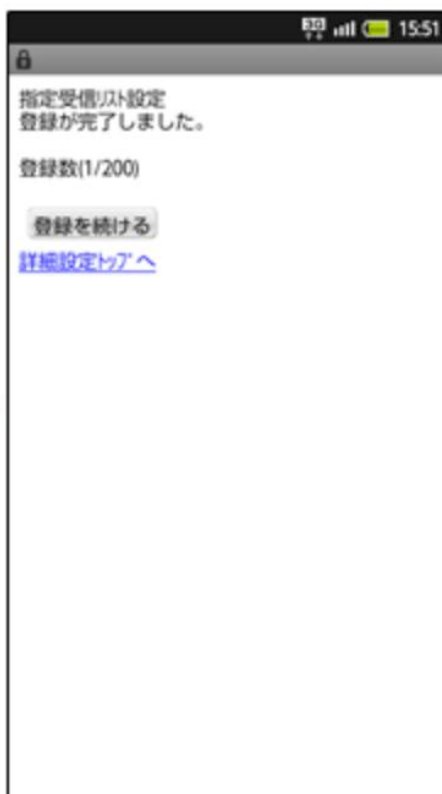 3G 15:51
指定受信ﾘｽﾄ設定
登録が完了しました。
登録数(1/200)
登録を続ける
詳細設定ﾄｯﾌﾟへ